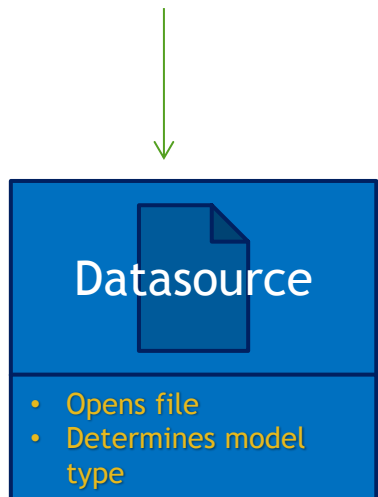 Datasource
• Opens file
• Determines model
type